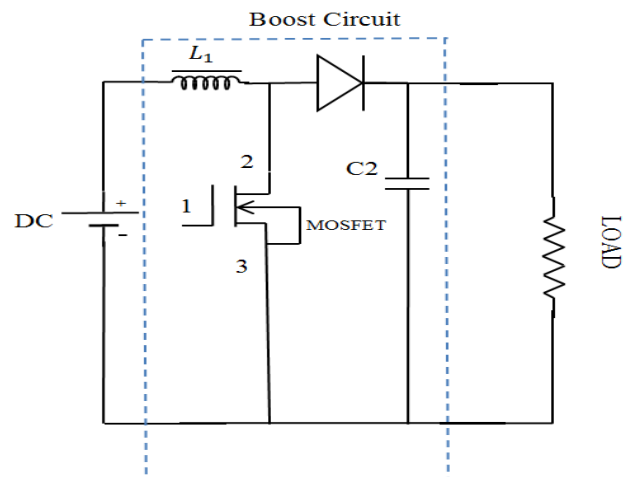 Boost Circuit
L₁
2
C2
1
+
DC
MOSFET
LOAD
−
3